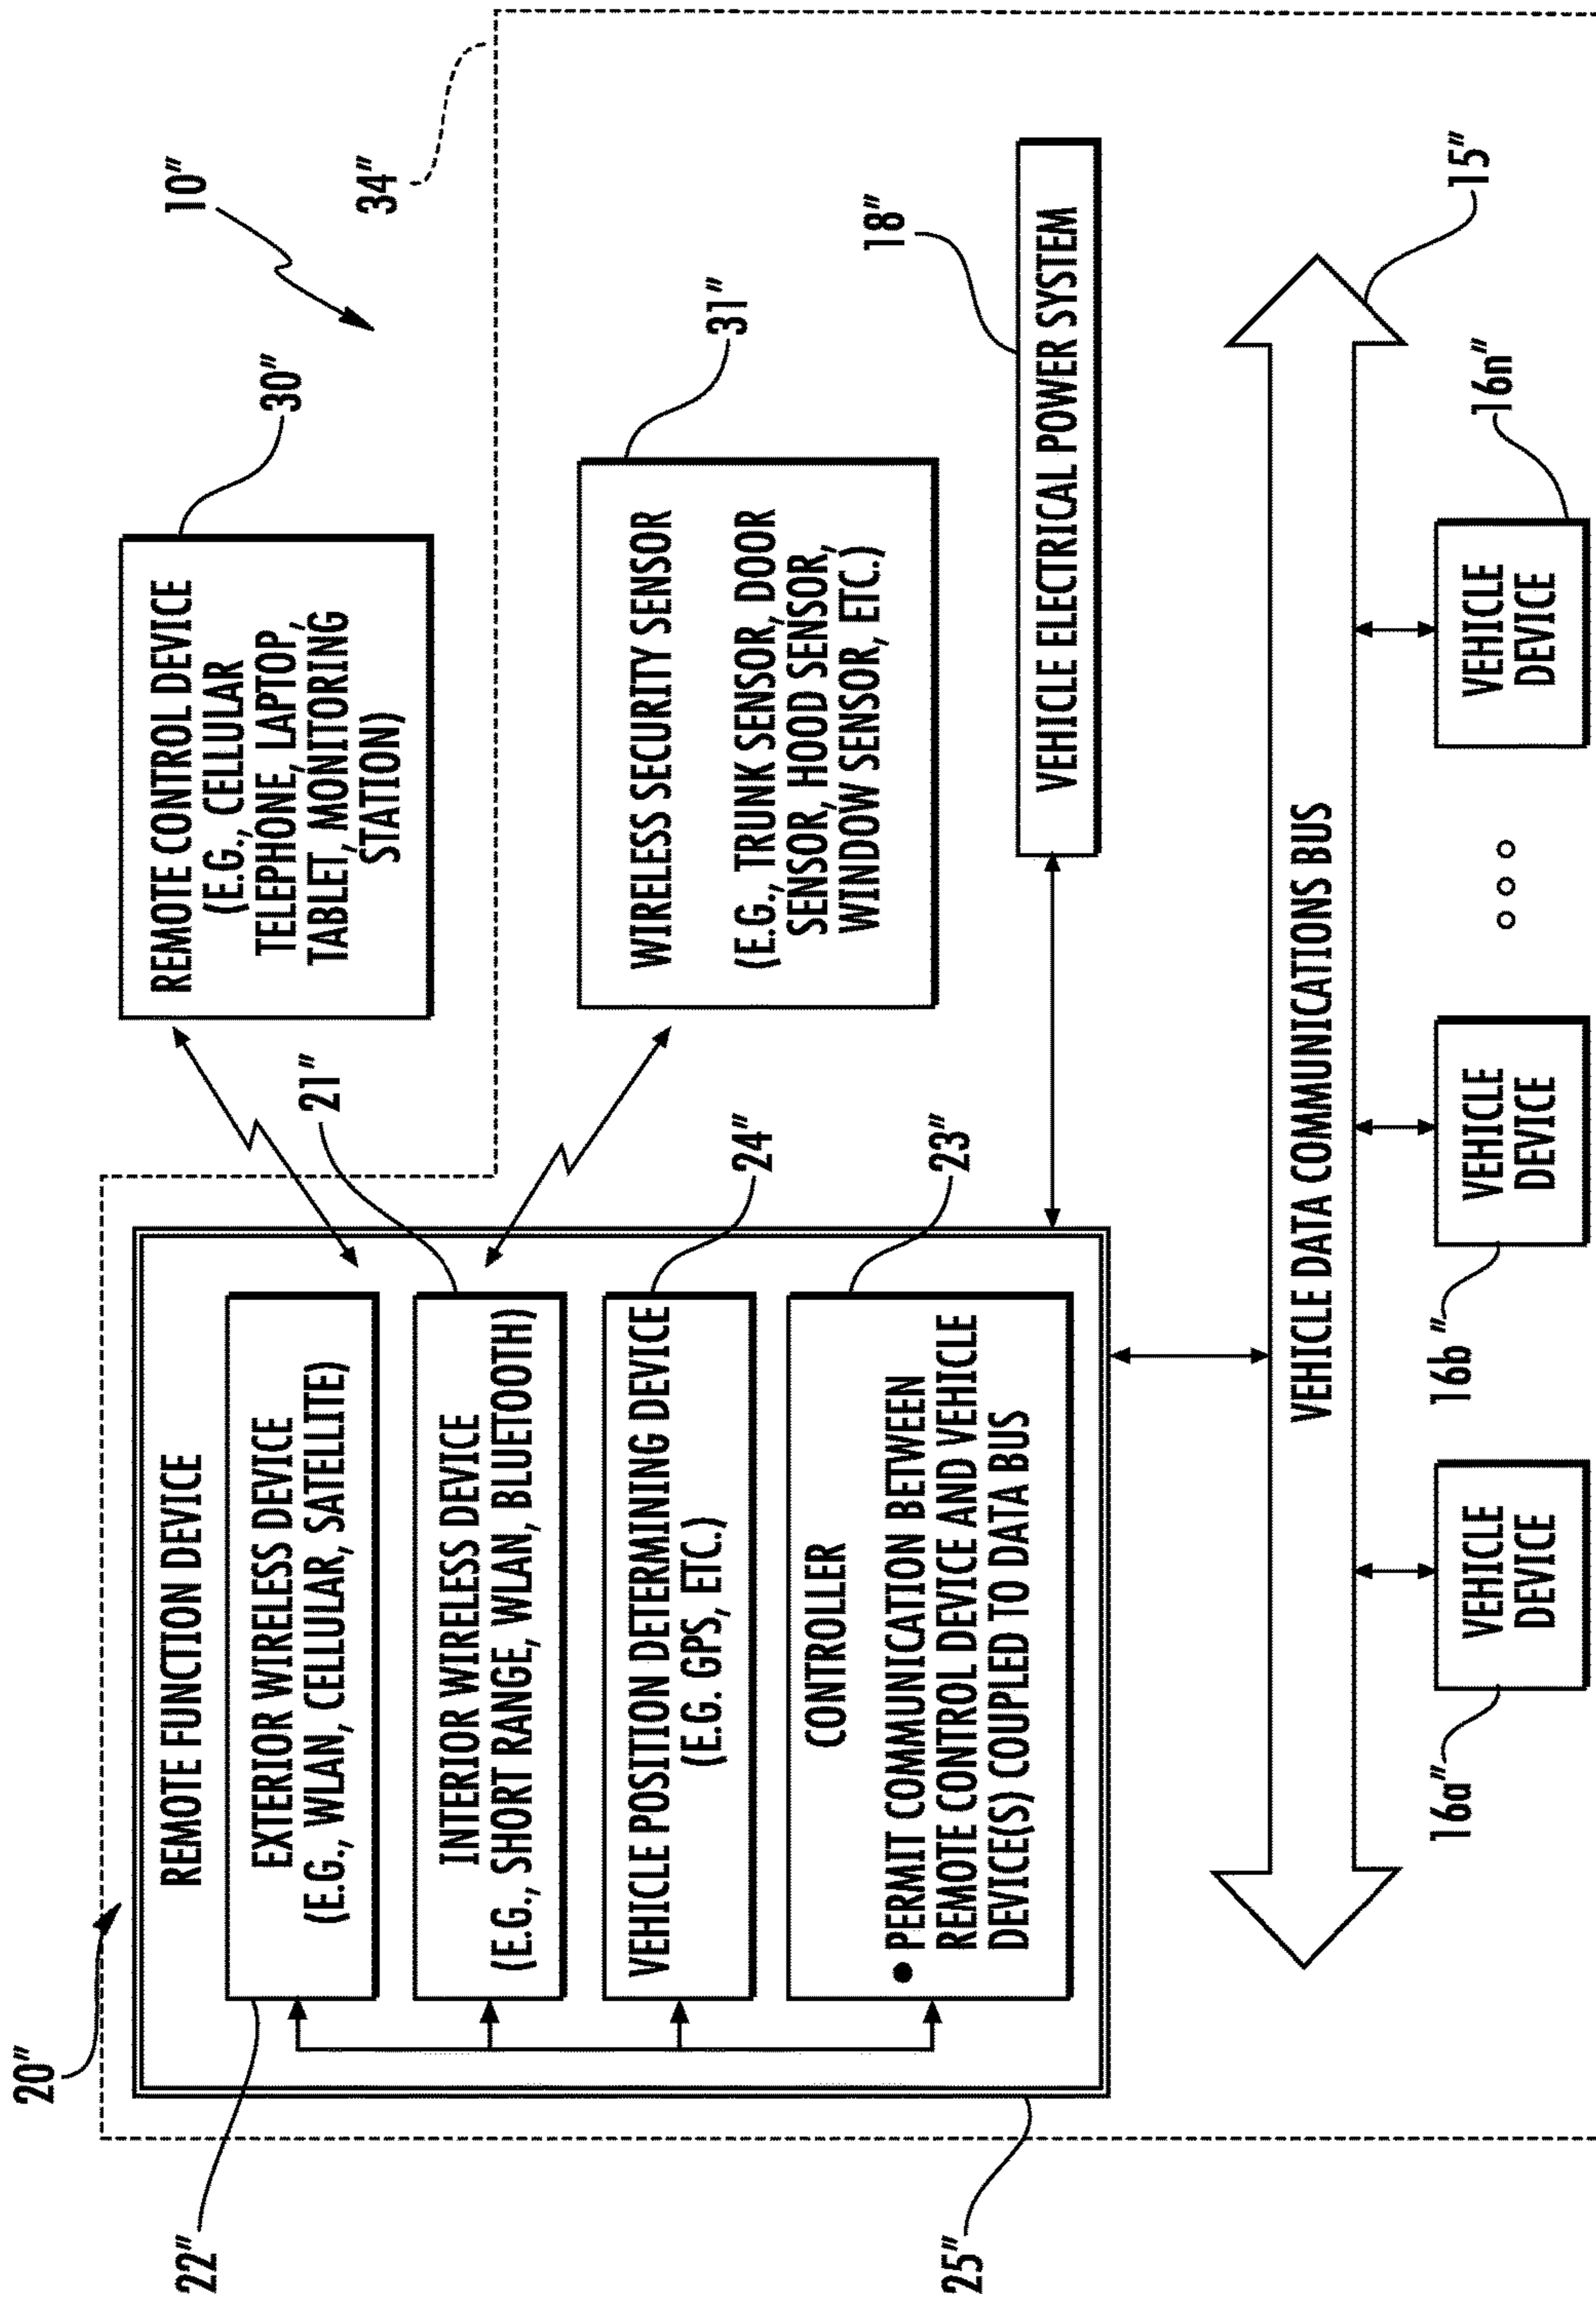 10″
34″
20″
22″
25″
REMOTE FUNCTION DEVICE
EXTERIOR WIRELESS DEVICE
(E.G., WLAN, CELLULAR, SATELLITE)
INTERIOR WIRELESS DEVICE
(E.G., SHORT RANGE, WLAN, BLUETOOTH)
VEHICLE POSITION DETERMINING DEVICE
(E.G. GPS, ETC.)
CONTROLLER
● PERMIT COMMUNICATION BETWEEN
REMOTE CONTROL DEVICE AND VEHICLE
DEVICE(S) COUPLED TO DATA BUS
21″
24″
23″
REMOTE CONTROL DEVICE
(E.G., CELLULAR
TELEPHONE, LAPTOP,
TABLET, MONITORING
STATION)
30″
WIRELESS SECURITY SENSOR
(E.G., TRUNK SENSOR, DOOR
SENSOR, HOOD SENSOR,
WINDOW SENSOR, ETC.)
31″
VEHICLE ELECTRICAL POWER SYSTEM
18″
VEHICLE DATA COMMUNICATIONS BUS
15″
VEHICLE
DEVICE
16a″
VEHICLE
DEVICE
16b″
VEHICLE
DEVICE
16n″